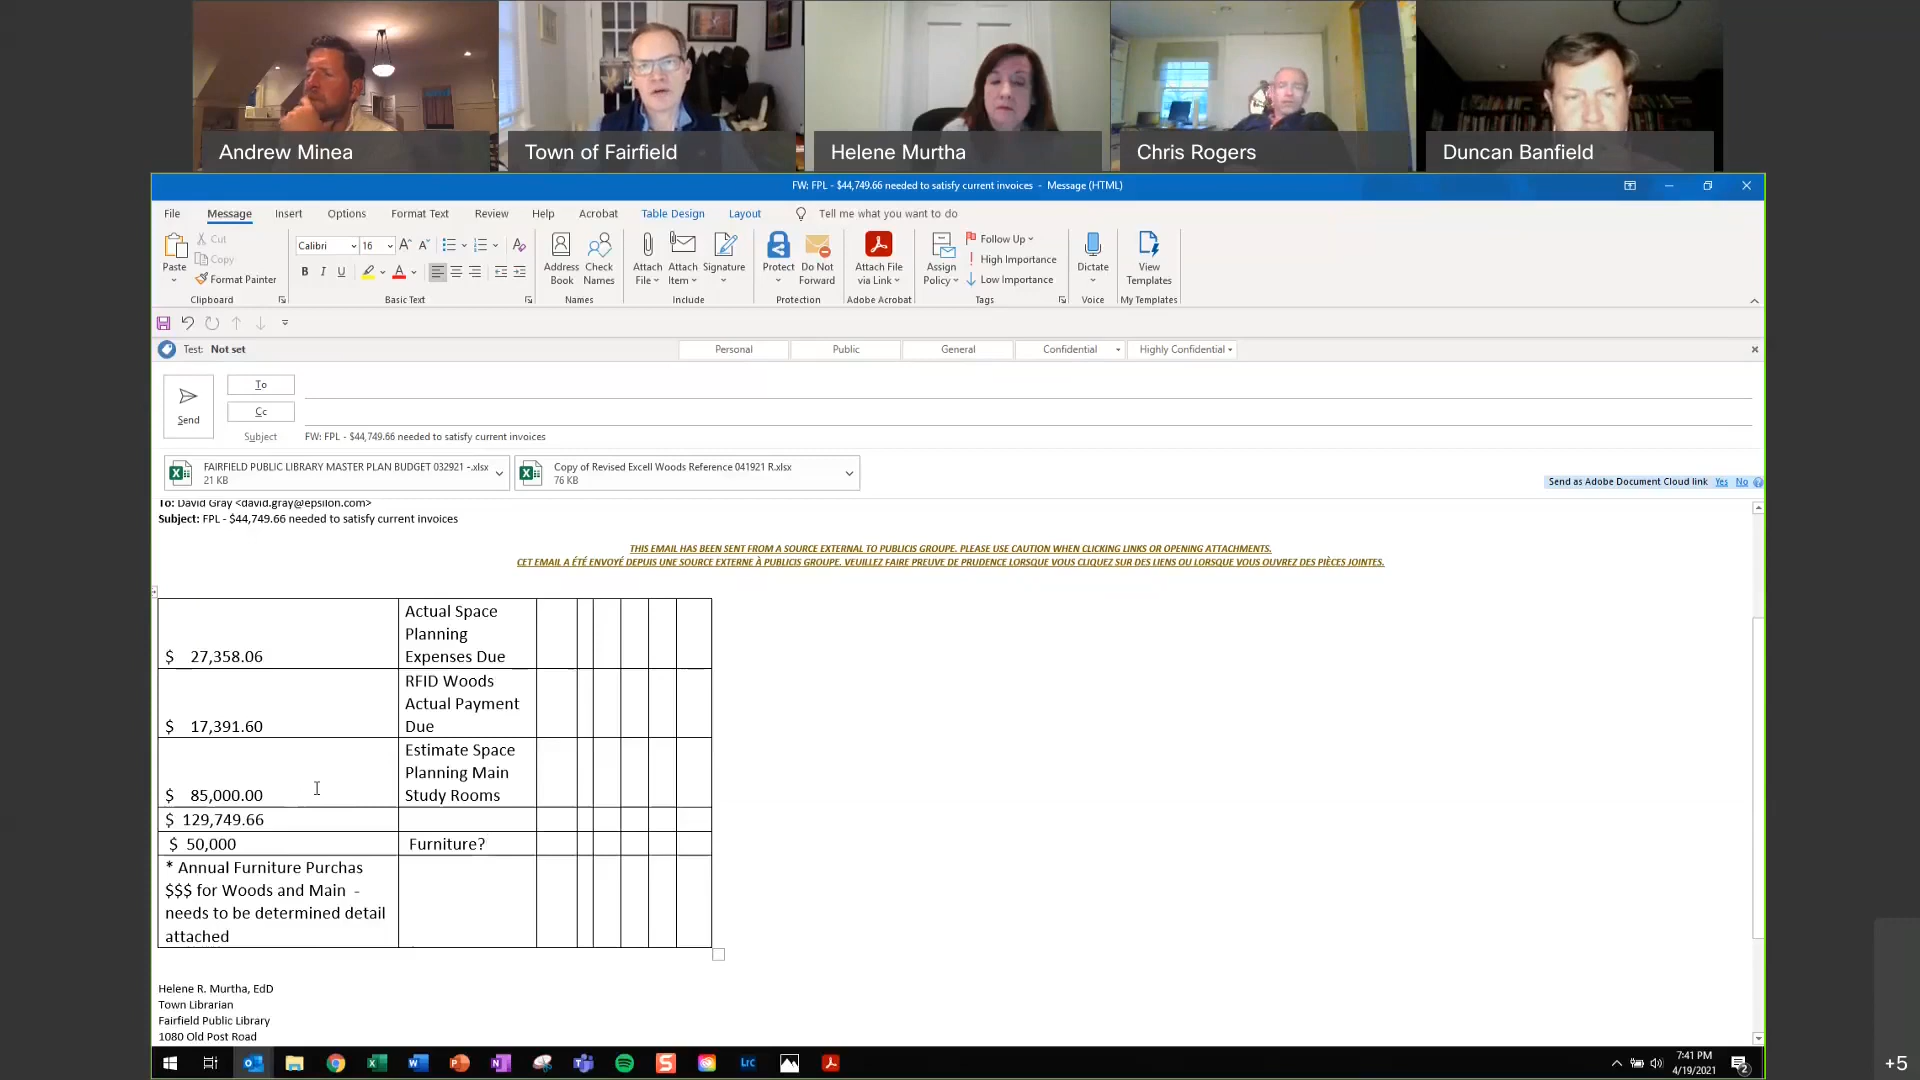 Andrew Minea
Town of Fairfield
Helene Murtha
Chris Rogers
Duncan Banfield
FW: FPL - $44,749.66 needed to satisfy current invoices - Message (HTML)
File Message Insert Options Format Text Review Help Acrobat Table Design Layout Tell me what you want to do
Paste
Cut
Copy
Format Painter
Clipboard
Calibri 16
B I U
Basic Text
Address Book
Check Names
Names
Attach File
Attach Item
Signature
Include
Protect
Do Not Forward
Protection
Attach File via Link
Adobe Acrobat
Assign Policy
Follow Up
High Importance
Low Importance
Tags
Dictate
Voice
View Templates
My Templates
Test: Not set
Personal
Public
General
Confidential
Highly Confidential
Send
To
Cc
Subject FW: FPL - $44,749.66 needed to satisfy current invoices
FAIRFIELD PUBLIC LIBRARY MASTER PLAN BUDGET 032921 -.xlsx
21 KB
Copy of Revised Excell Woods Reference 041921 R.xlsx
76 KB
Send as Adobe Document Cloud link Yes No
To: David Gray <david.gray@epsilon.com>
Subject: FPL - $44,749.66 needed to satisfy current invoices
THIS EMAIL HAS BEEN SENT FROM A SOURCE EXTERNAL TO PUBLICIS GROUPE. PLEASE USE CAUTION WHEN CLICKING LINKS OR OPENING ATTACHMENTS.
CET EMAIL A ÉTÉ ENVOYÉ DEPUIS UNE SOURCE EXTERNE À PUBLICIS GROUPE. VEUILLEZ FAIRE PREUVE DE PRUDENCE LORSQUE VOUS CLIQUEZ SUR DES LIENS OU LORSQUE VOUS OUVREZ DES PIÈCES JOINTES.
Actual Space
Planning
$ 27,358.06 Expenses Due
RFID Woods
Actual Payment
$ 17,391.60 Due
Estimate Space
Planning Main
$ 85,000.00 Study Rooms
$ 129,749.66
$ 50,000 Furniture?
* Annual Furniture Purchas
$$$ for Woods and Main -
needs to be determined detail
attached
Helene R. Murtha, EdD
Town Librarian
Fairfield Public Library
1080 Old Post Road
7:41 PM
4/19/2021
2
+5